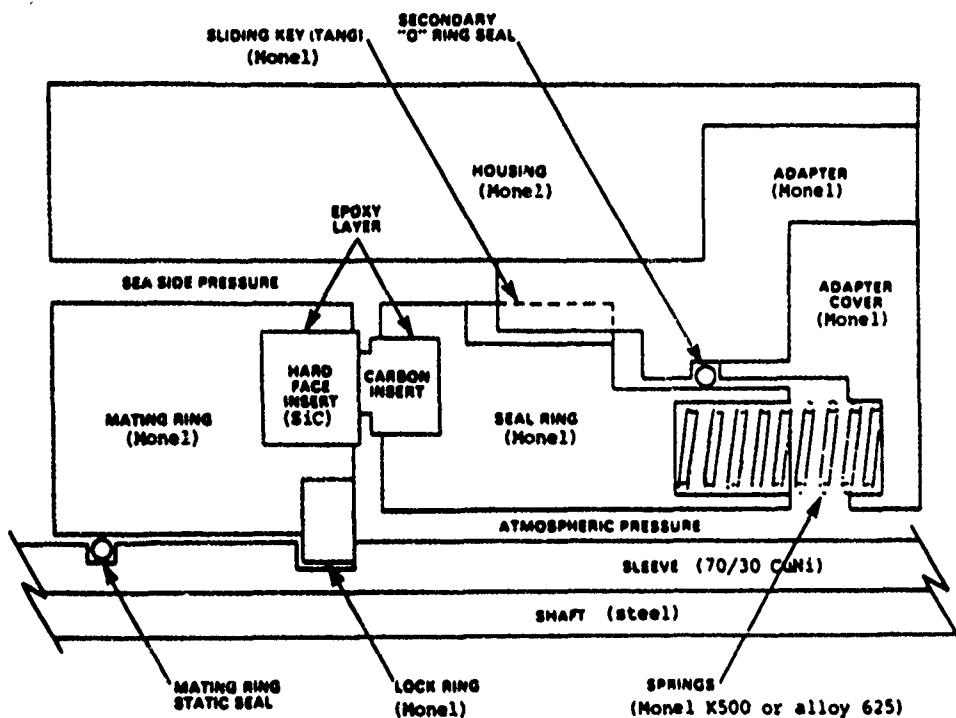 SECONDARY
"O" RING SEAL
SLIDING KEY (TANG)
(Monel)
HOUSING
(Monel)
ADAPTER
(Monel)
EPOXY
LAYER
SEA SIDE PRESSURE
ADAPTER
COVER
(Monel)
HARD
FACE
INSERT
(SiC)
CARBON
INSERT
MATING RING
(Monel)
SEAL RING
(Monel)
ATMOSPHERIC PRESSURE
SLEEVE (70/30 CuNi)
SHAFT (steel)
MATING RING
STATIC SEAL
LOCK RING
(Monel)
SPRINGS
(Monel K500 or alloy 625)